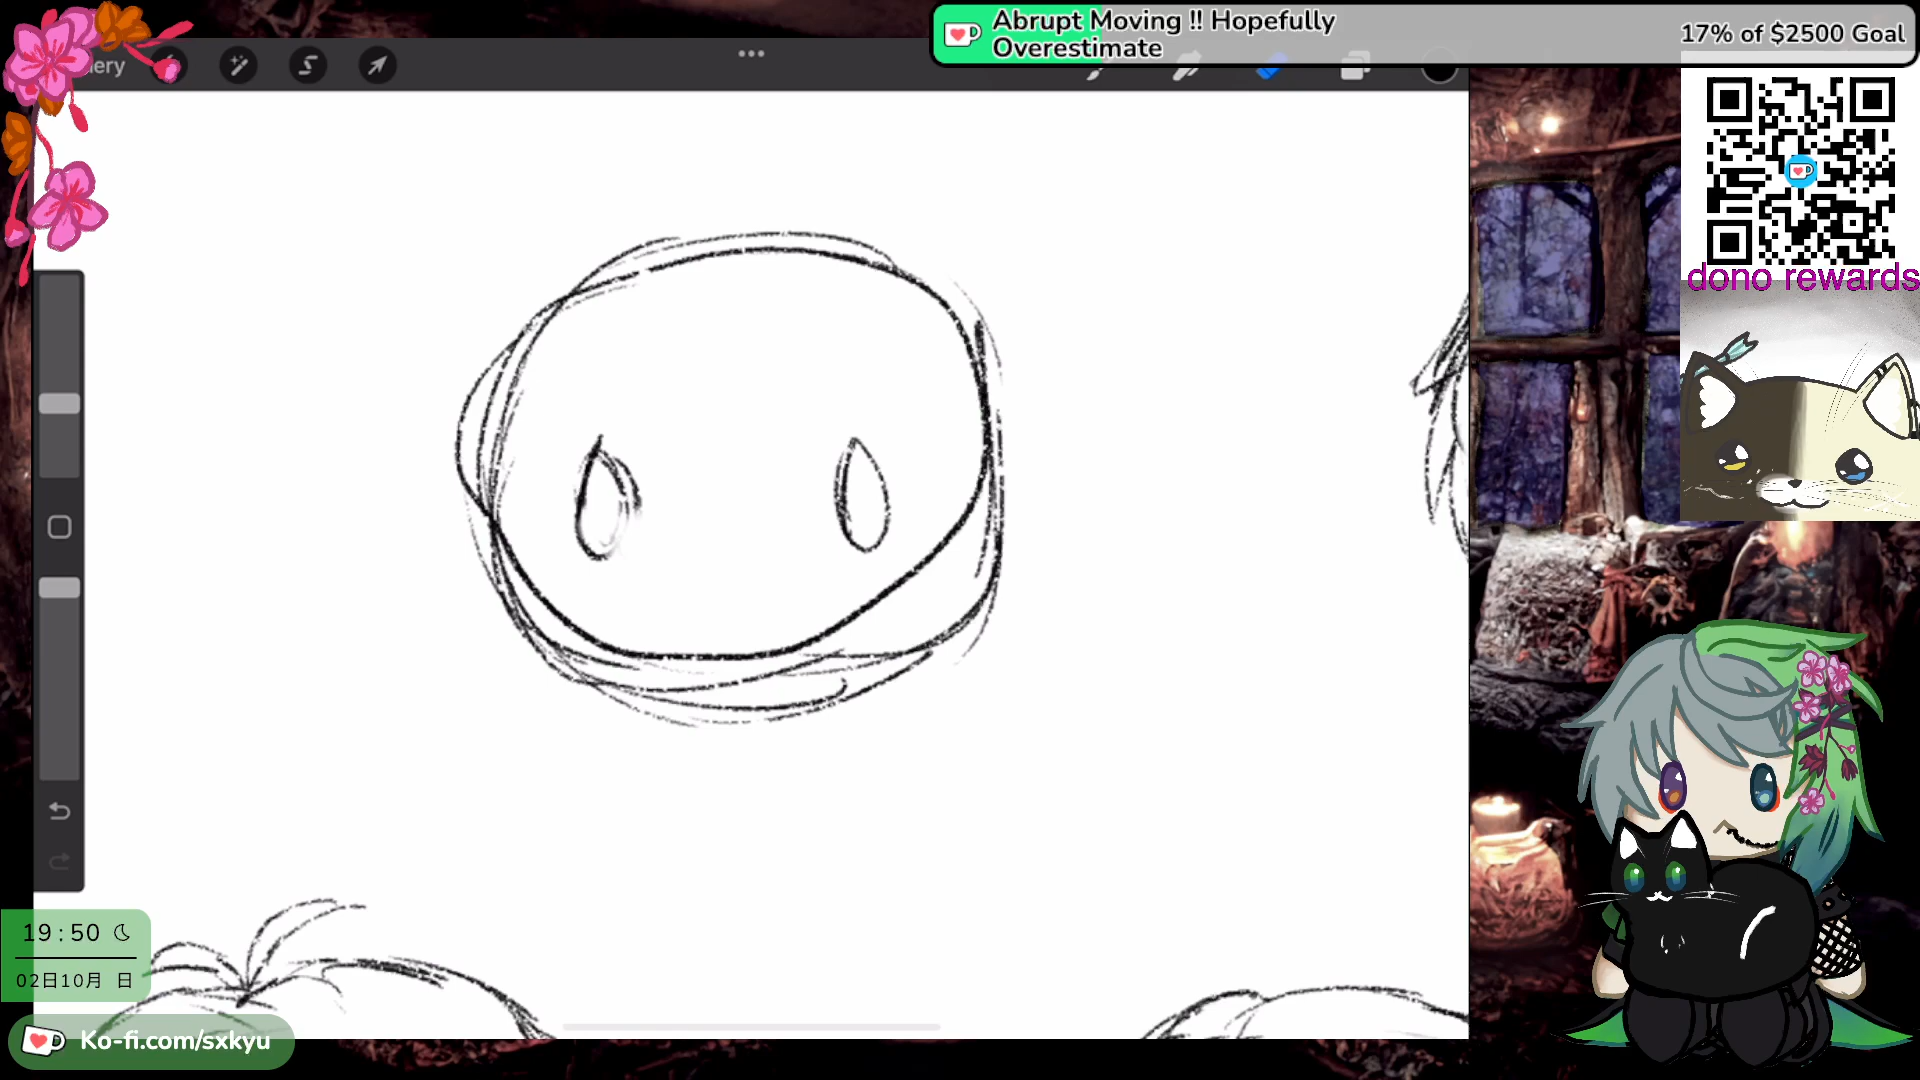 Abrupt Moving !! Hopefully
Overestimate
17% of $2500 Goal
lery
dono rewards
19:50
02日10月 日
Ko-fi.com/sxkyu